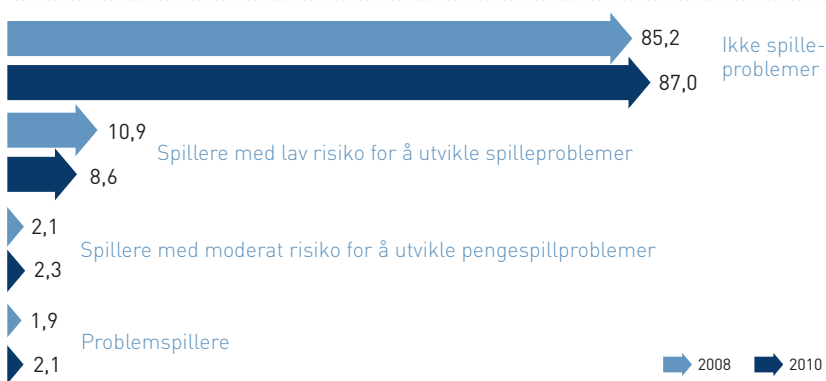 85,2
Ikke spille-
problemer
87,0
10,9
Spillere med lav risiko for å utvikle spilleproblemer
8,6
2,1
Spillere med moderat risiko for å utvikle pengespillproblemer
2,3
1,9
Problemspillere
2,1
2008 2010